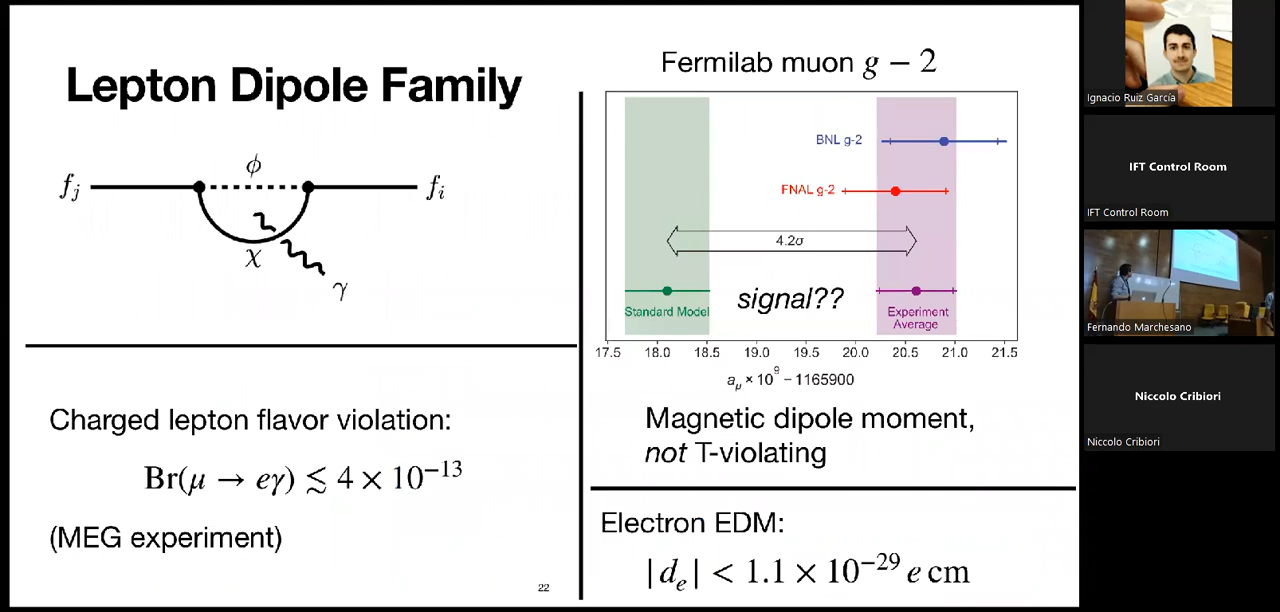 Lepton Dipole Family
ϕ
f_j
f_i
χ
γ
Charged lepton flavor violation:
Br(μ → eγ) ≲ 4 × 10⁻¹³
(MEG experiment)
22
Fermilab muon g − 2
BNL g-2
FNAL g-2
4.2σ
signal??
Standard Model
Experiment
Average
17.5 18.0 18.5 19.0 19.5 20.0 20.5 21.0 21.5
a_μ × 10⁹ − 1165900
Magnetic dipole moment,
not T-violating
Electron EDM:
|d_e| < 1.1 × 10⁻²⁹ e cm
Ignacio Ruiz García
IFT Control Room
IFT Control Room
Fernando Marchesano
Niccolo Cribiori
Niccolo Cribiori